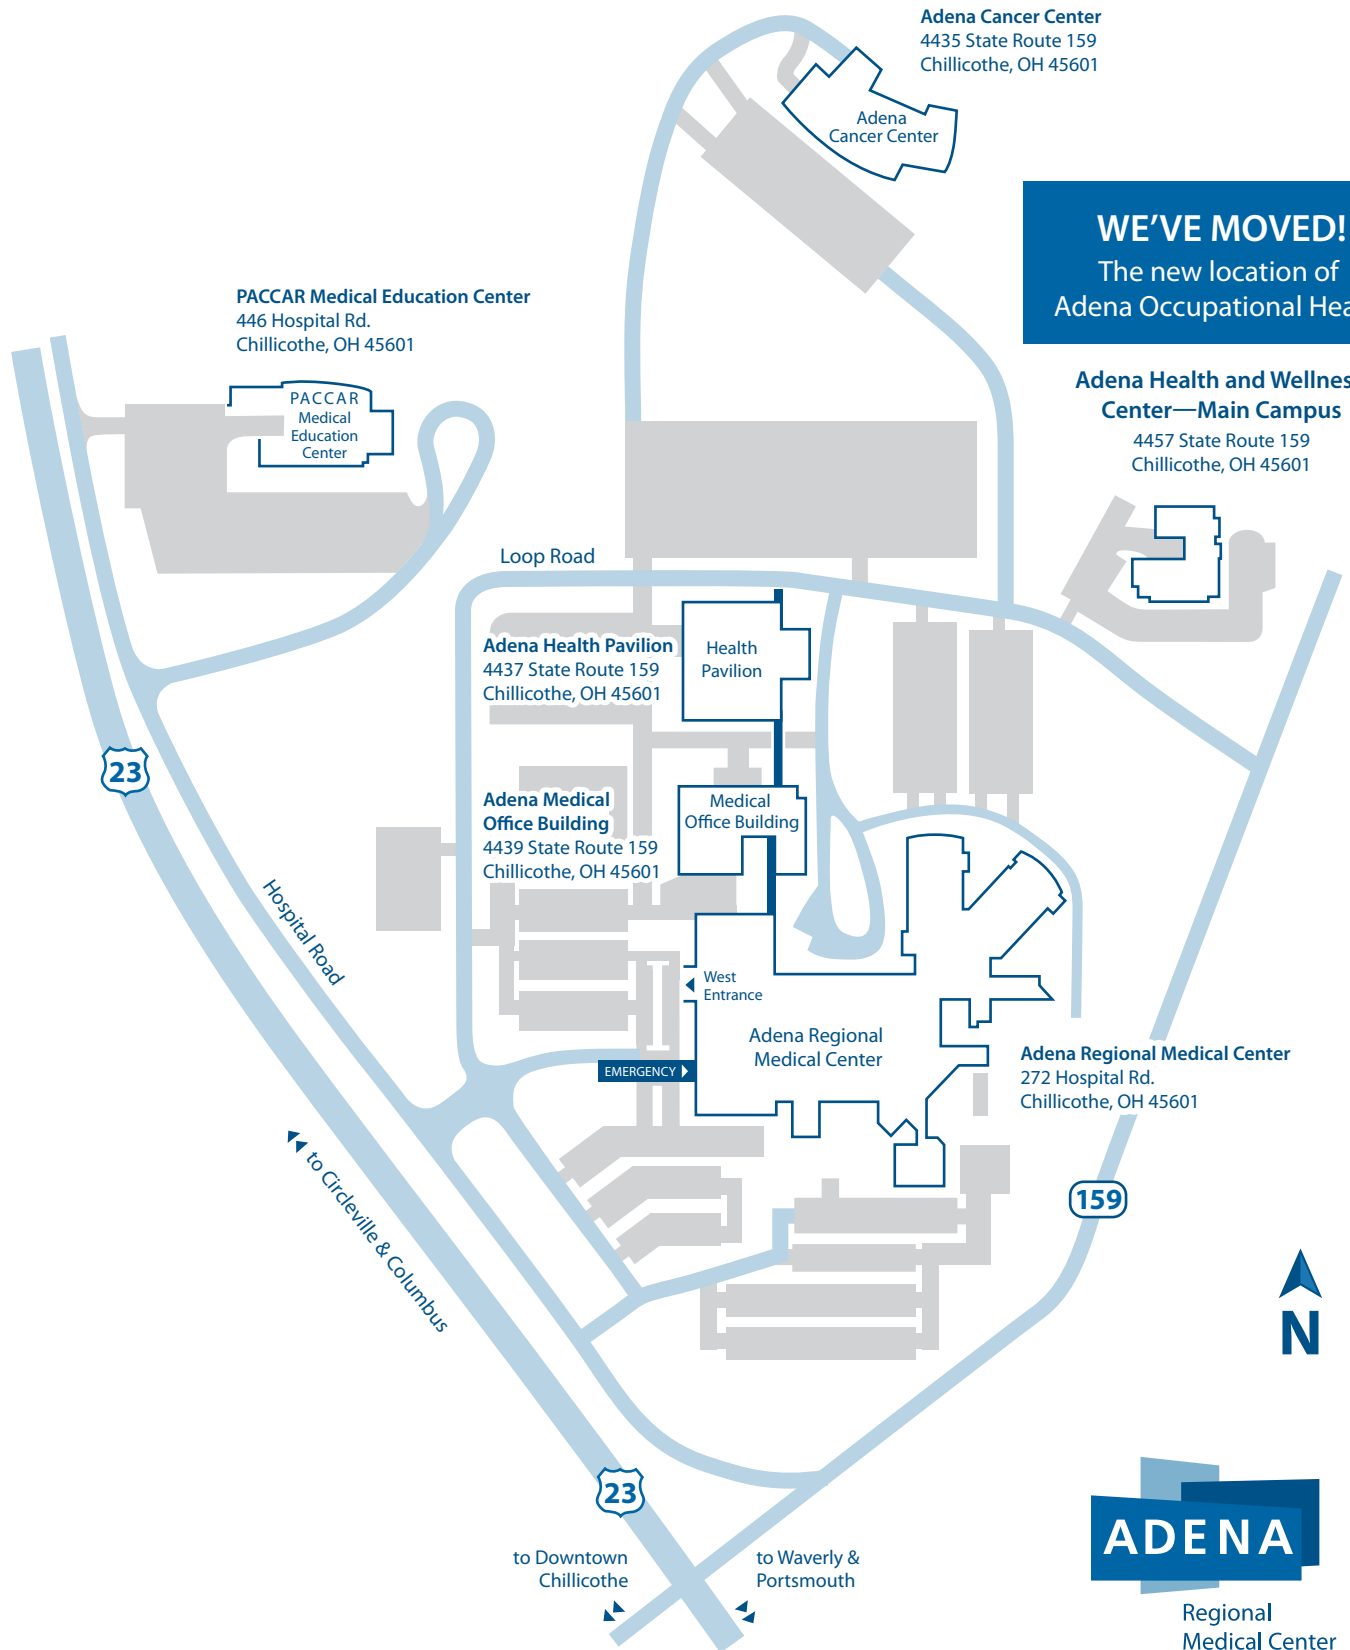 Adena Cancer Center
4435 State Route 159
Chillicothe, OH 45601
Adena
Cancer Center
WE'VE MOVED!
The new location of
Adena Occupational
PACCAR Medical Education Center
446 Hospital Rd.
Chillicothe, OH 45601
PACCAR
Medical
Education
Center
Adena Health and
Center—Main Campus
4457 State Route 159
Chillicothe, OH 45601
Loop Road
Adena Health Pavilion
4437 State Route 159
Chillicothe, OH 45601
Health
Pavilion
23
Adena Medical
Office Building
4439 State Route 159
Chillicothe, OH 45601
Medical
Office Building
Hospital Road
West
Entrance
Adena Regional
Medical Center
EMERGENCY
Adena Regional Medical Center
272 Hospital Rd.
Chillicothe, OH 45601
to Circleville & Columbus
159
N
23
to Downtown
Chillicothe
to Waverly &
Portsmouth
ADENA
Regional
Medical Center